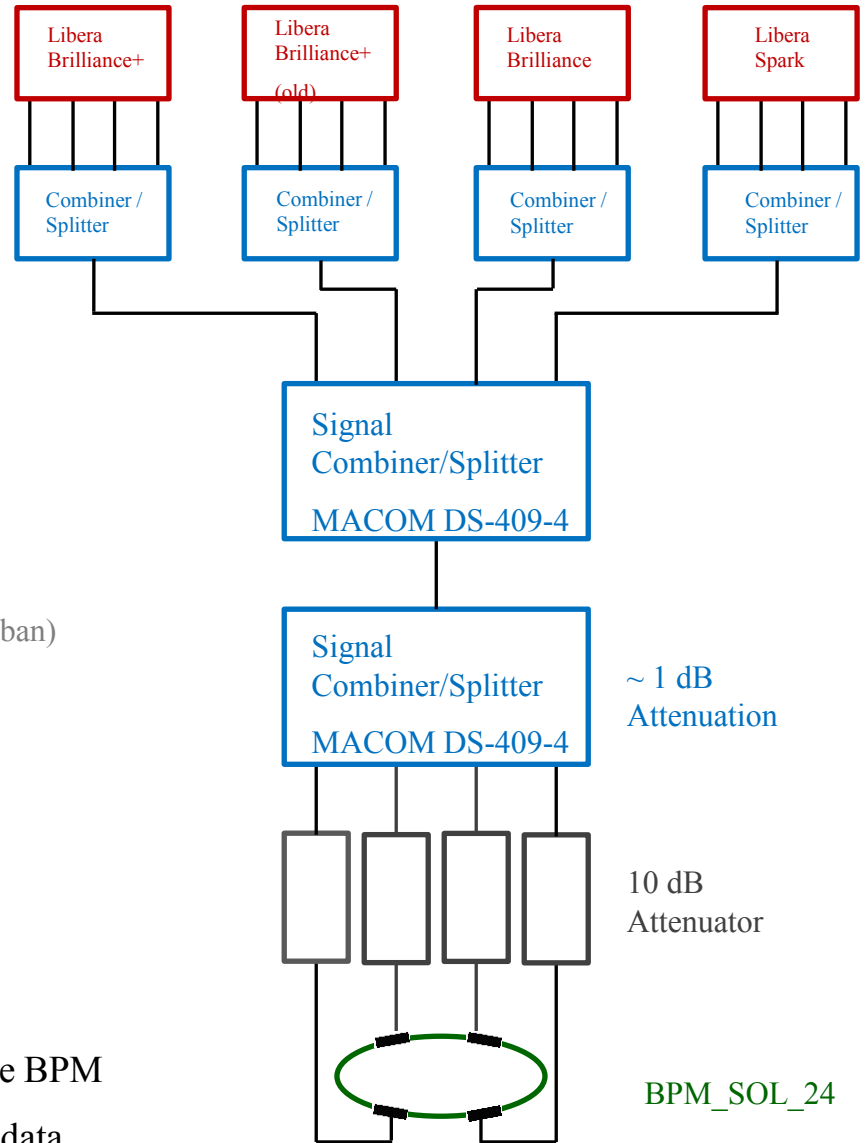 Libera
Brilliance+
Libera
Brilliance+
(old)
Libera
Brilliance
Libera
Spark
Combiner /
Splitter
Combiner /
Splitter
Combiner /
Splitter
Combiner /
Splitter
Signal
Combiner/Splitter
MACOM DS-409-4
ban)
Signal
Combiner/Splitter
MACOM DS-409-4
~ 1 dB
Attenuation
10 dB
Attenuator
e BPM
BPM_SOL_24
data